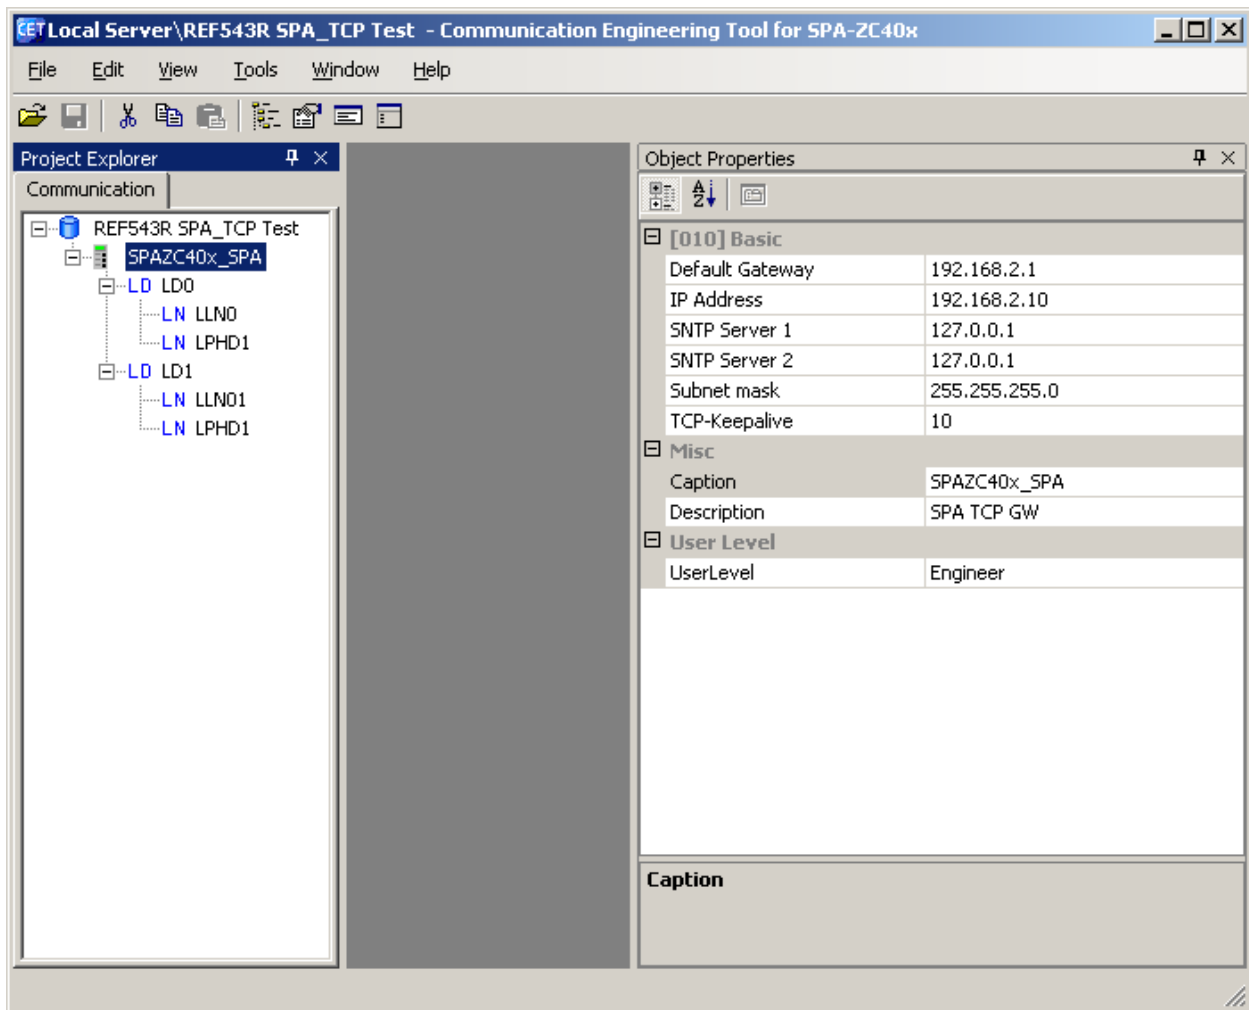 CET Local Server\REF543R SPA_TCP Test - Communication Engineering Tool for SPA-ZC40x
File Edit View Tools Window Help
Project Explorer
Communication
REF543R SPA_TCP Test
SPAZC40x_SPA
LD LD0
LN LLN0
LN LPHD1
LD LD1
LN LLN01
LN LPHD1
Object Properties
[010] Basic
Default Gateway 192.168.2.1
IP Address 192.168.2.10
SNTP Server 1 127.0.0.1
SNTP Server 2 127.0.0.1
Subnet mask 255.255.255.0
TCP-Keepalive 10
Misc
Caption SPAZC40x_SPA
Description SPA TCP GW
User Level
UserLevel Engineer
Caption